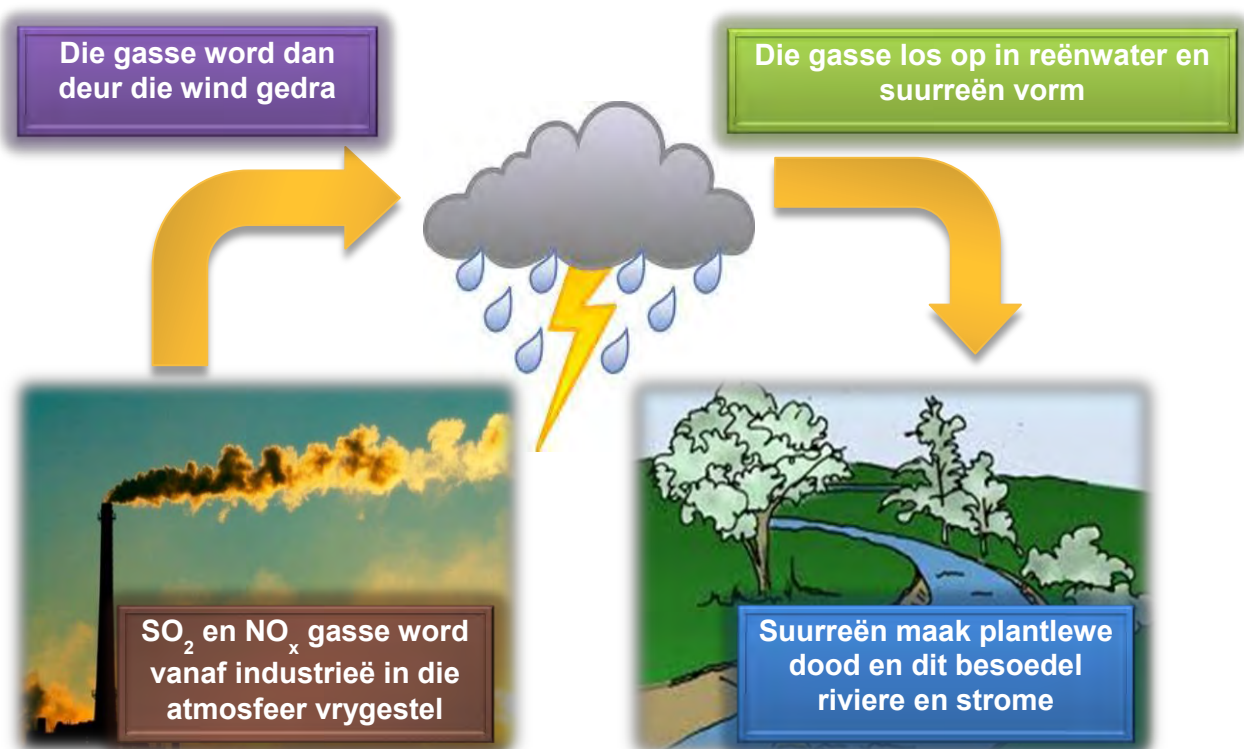 Die gasse word dan
deur die wind gedra
Die gasse los op in reënwater en
suurreën vorm
SO₂ en NOₓ gasse word
vanaf industrieë in die
atmosfeer vrygestel
Suurreën maak plantlewe
dood en dit besoedel
riviere en strome